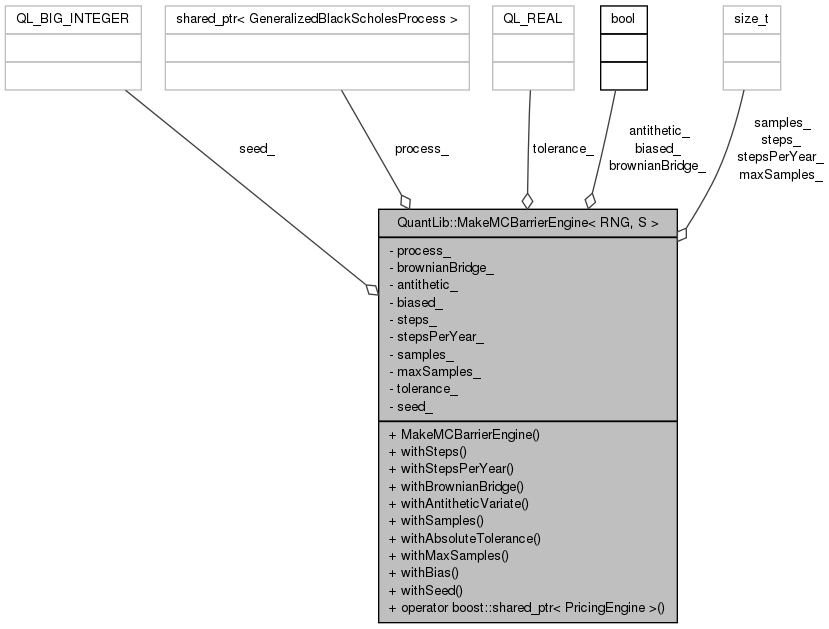 QL_BIG_INTEGER
shared_ptr< GeneralizedBlackScholesProcess >
QL_REAL
bool
size_t
seed_
process_
tolerance_
antithetic_
biased_
brownianBridge_
samples_
steps_
stepsPerYear_
maxSamples_
QuantLib::MakeMCBarrierEngine< RNG, S >
- process_
- brownianBridge_
- antithetic_
- biased_
- steps_
- stepsPerYear_
- samples_
- maxSamples_
- tolerance_
- seed_
+ MakeMCBarrierEngine()
+ withSteps()
+ withStepsPerYear()
+ withBrownianBridge()
+ withAntitheticVariate()
+ withSamples()
+ withAbsoluteTolerance()
+ withMaxSamples()
+ withBias()
+ withSeed()
+ operator boost::shared_ptr< PricingEngine >()